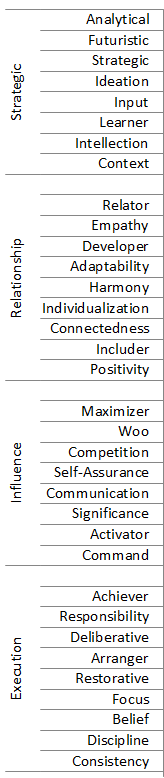 Strategic
Analytical
Futuristic
Strategic
Ideation
Input
Learner
Intellection
Context
Relationship
Relator
Empathy
Developer
Adaptability
Harmony
Individualization
Connectedness
Includer
Positivity
Influence
Maximizer
Woo
Competition
Self-Assurance
Communication
Significance
Activator
Command
Execution
Achiever
Responsibility
Deliberative
Arranger
Restorative
Focus
Belief
Discipline
Consistency